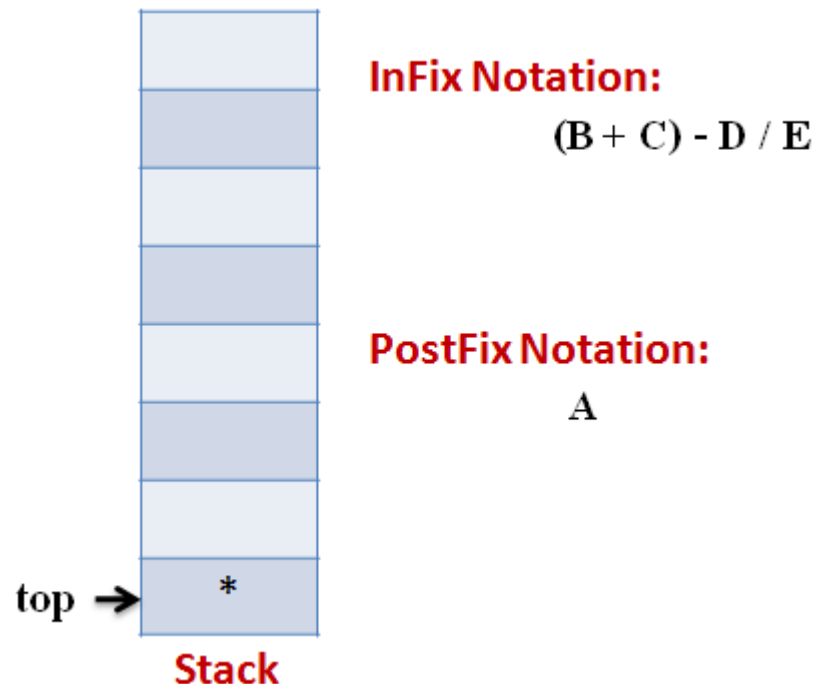 InFix Notation:
(B + C) - D / E
PostFix Notation:
A
top
*
Stack